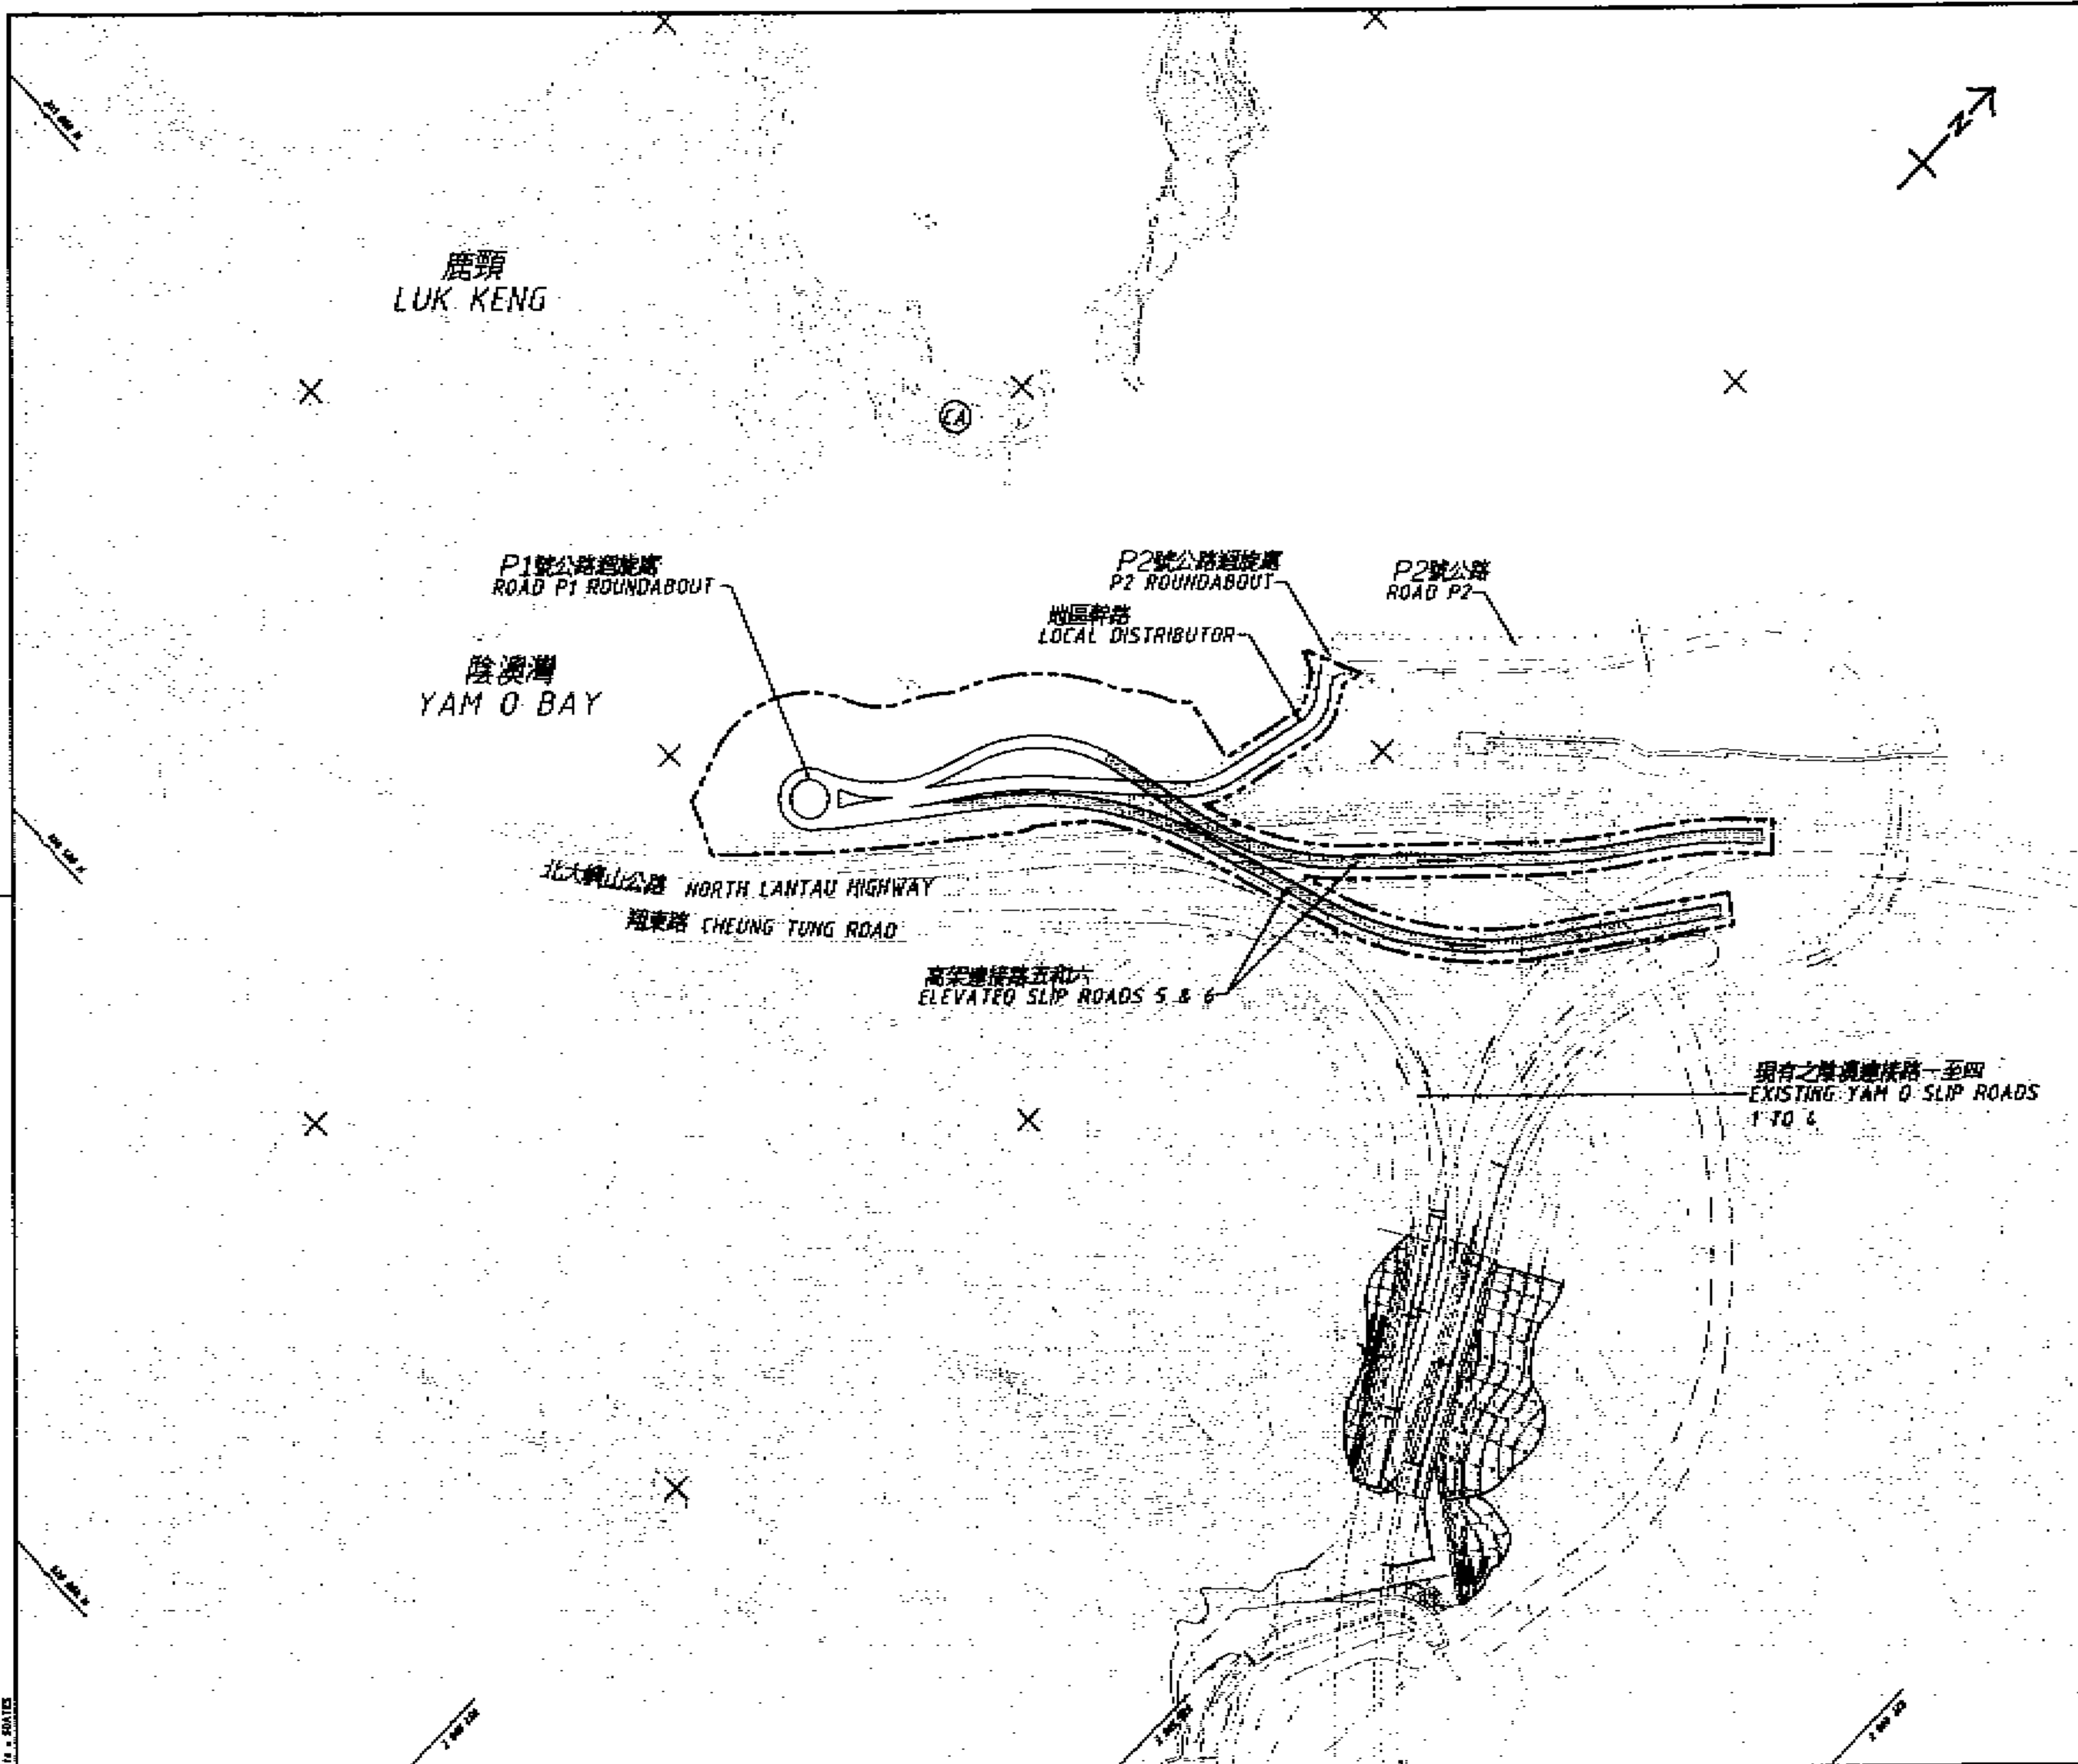 N
鹿頸
LUK KENG
CA
P1號公路迴旋處
ROAD P1 ROUNDABOUT
P2號公路迴旋處
P2 ROUNDABOUT
P2號公路
ROAD P2
地區幹路
LOCAL DISTRIBUTOR
陰澳灣
YAM O BAY
北大嶼山公路 NORTH LANTAU HIGHWAY
翔東路 CHEUNG TUNG ROAD
高架連接路五和六
ELEVATED SLIP ROADS 5 & 6
現有之陰澳連接路一至四
EXISTING YAM O SLIP ROADS
1 TO 4